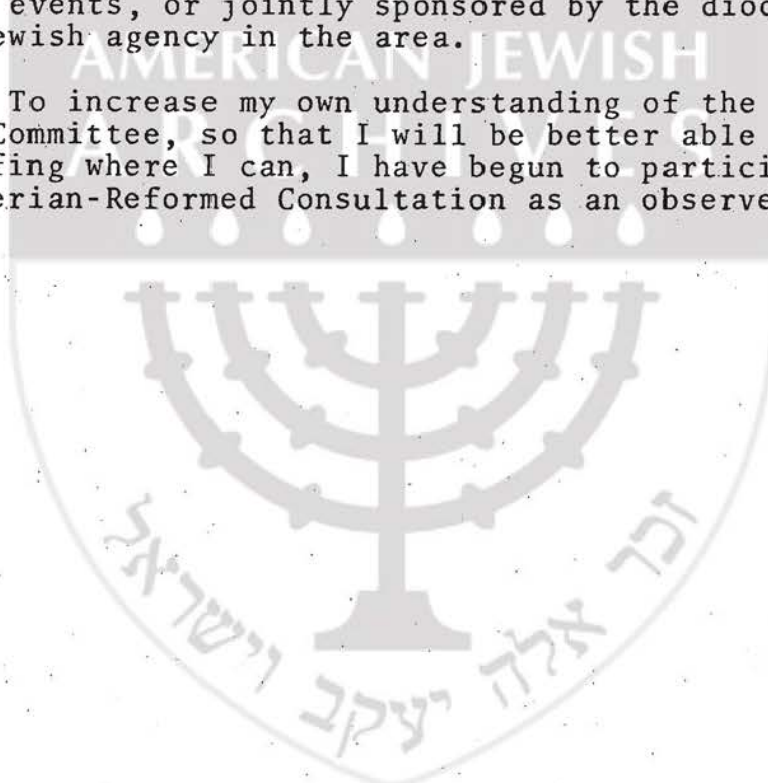 events, or jointly sponsored by the dioc
ewish agency in the area.
AMERICAN JEWISH
To increase my own understanding of the
Committee, so that I will be better able
ARCHIVES
fing where I can, I have begun to partici
erian-Reformed Consultation as an observe
זכר אלה יעקב וישראל